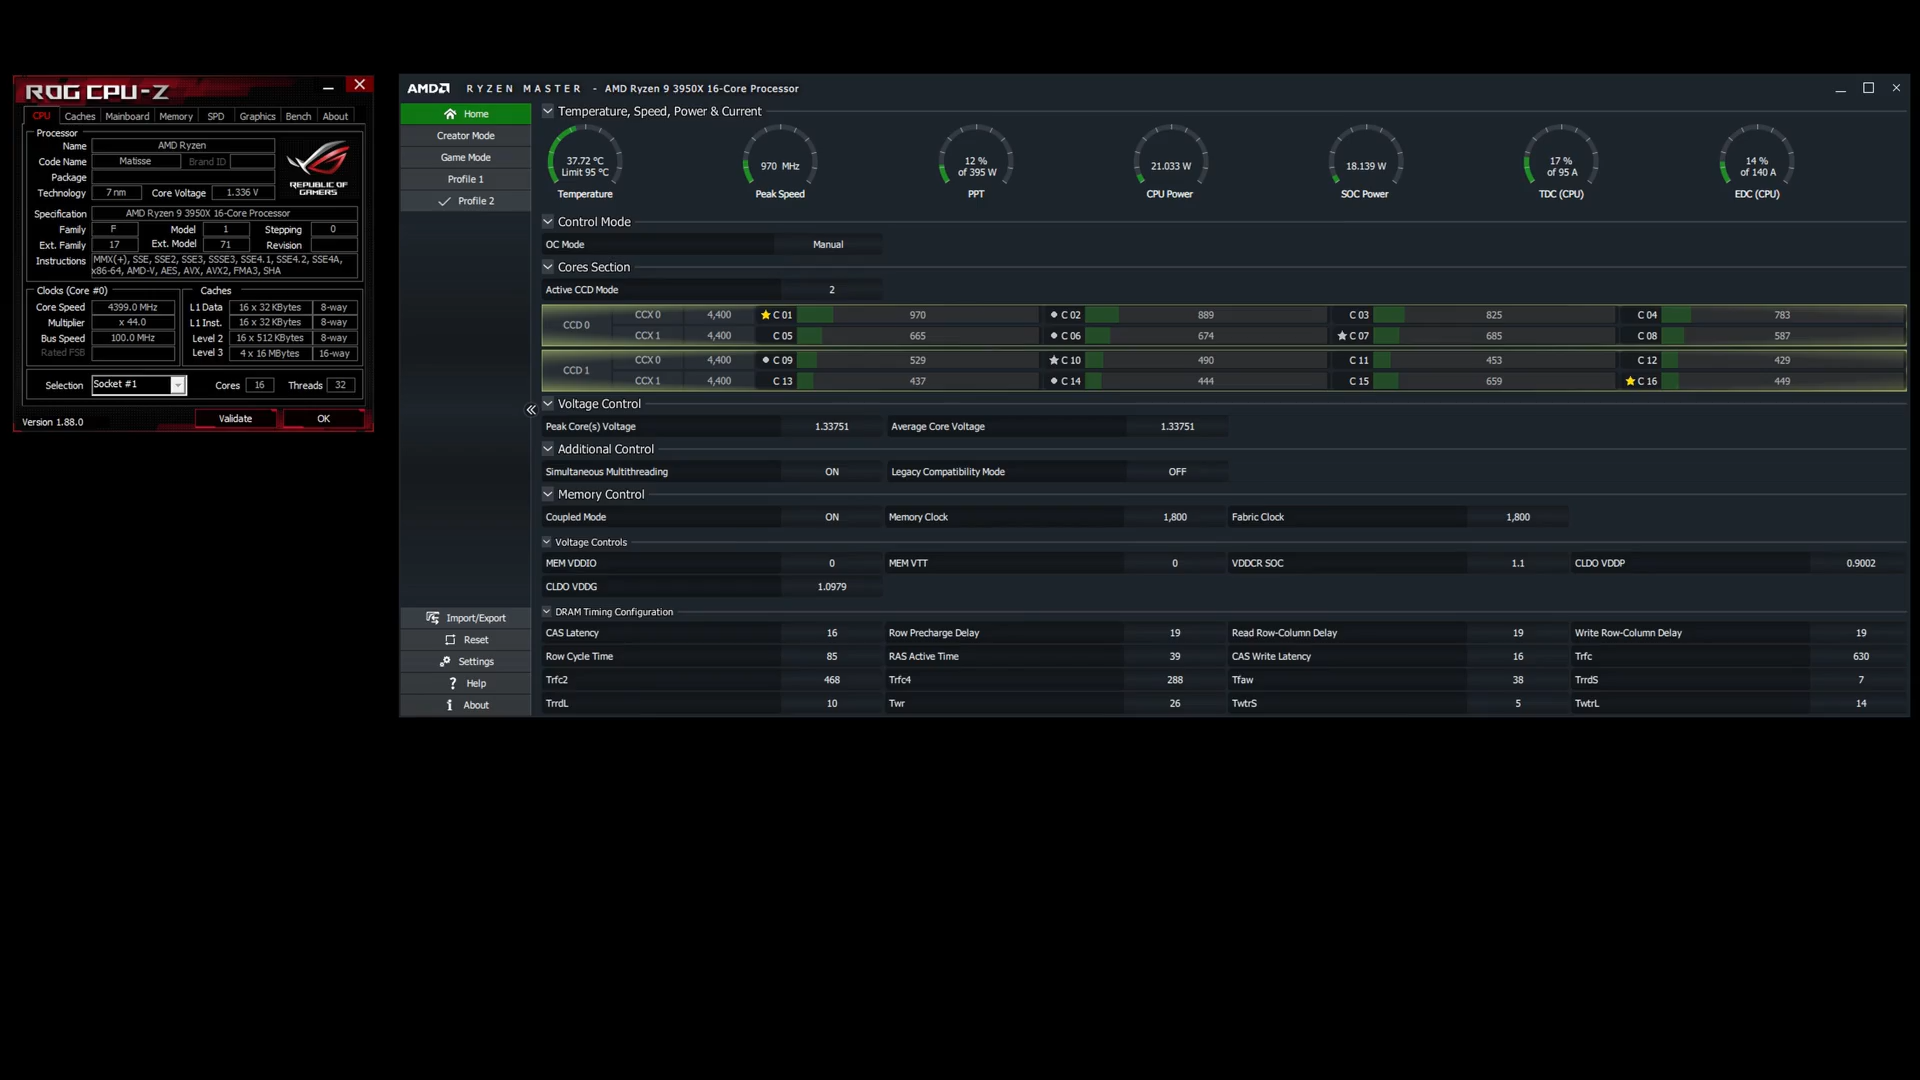 ROG CPU-Z
CPU Caches Mainboard Memory SPD Graphics Bench About
Processor
Name AMD Ryzen
Code Name Matisse Brand ID
Package
Technology 7 nm Core Voltage 1.336 V
REPUBLIC OF
GAMERS
Specification AMD Ryzen 9 3950X 16-Core Processor
Family F Model 1 Stepping 0
Ext. Family 17 Ext. Model 71 Revision
Instructions MMX(+), SSE, SSE2, SSE3, SSSE3, SSE4.1, SSE4.2, SSE4A,
x86-64, AMD-V, AES, AVX, AVX2, FMA3, SHA
Clocks (Core #0)
Core Speed 4399.0 MHz
Multiplier x 44.0
Bus Speed 100.0 MHz
Rated FSB
Caches
L1 Data 16 x 32 KBytes 8-way
L1 Inst. 16 x 32 KBytes 8-way
Level 2 16 x 512 KBytes 8-way
Level 3 4 x 16 MBytes 16-way
Selection Socket #1 Cores 16 Threads 32
Version 1.88.0 Validate OK
AMD RYZEN MASTER - AMD Ryzen 9 3950X 16-Core Processor
Home
Creator Mode
Game Mode
Profile 1
Profile 2
Import/Export
Reset
Settings
Help
About
Temperature, Speed, Power & Current
37.72 °C
Limit 95 °C
Temperature
970 MHz
Peak Speed
12 %
of 395 W
PPT
21.033 W
CPU Power
18.139 W
SOC Power
17 %
of 95 A
TDC (CPU)
14 %
of 140 A
EDC (CPU)
Control Mode
OC Mode Manual
Cores Section
Active CCD Mode 2
CCD 0
CCX 0 4,400 C 01 970 C 02 889 C 03 825 C 04 783
CCX 1 4,400 C 05 665 C 06 674 C 07 685 C 08 587
CCD 1
CCX 0 4,400 C 09 529 C 10 490 C 11 453 C 12 429
CCX 1 4,400 C 13 437 C 14 444 C 15 659 C 16 449
Voltage Control
Peak Core(s) Voltage 1.33751 Average Core Voltage 1.33751
Additional Control
Simultaneous Multithreading ON Legacy Compatibility Mode OFF
Memory Control
Coupled Mode ON Memory Clock 1,800 Fabric Clock 1,800
Voltage Controls
MEM VDDIO 0 MEM VTT 0 VDDCR SOC 1.1 CLDO VDDP 0.9002
CLDO VDDG 1.0979
DRAM Timing Configuration
CAS Latency 16 Row Precharge Delay 19 Read Row-Column Delay 19 Write Row-Column Delay 19
Row Cycle Time 85 RAS Active Time 39 CAS Write Latency 16 Trfc 630
Trfc2 468 Trfc4 288 Tfaw 38 TrrdS 7
TrrdL 10 Twr 26 TwtrS 5 TwtrL 14